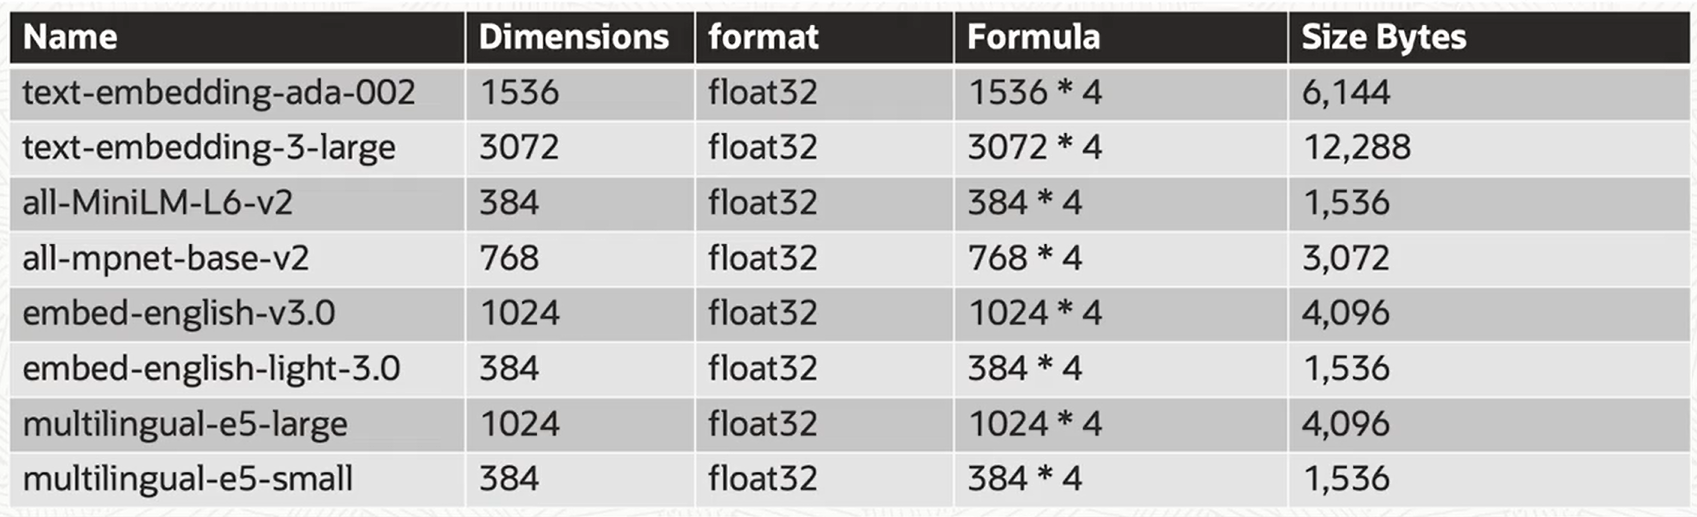 Name Dimensions format Formula Size Bytes
text-embedding-ada-002 1536 float32 1536 * 4 6,144
text-embedding-3-large 3072 float32 3072 * 4 12,288
all-MiniLM-L6-v2 384 float32 384 * 4 1,536
all-mpnet-base-v2 768 float32 768 * 4 3,072
embed-english-v3.0 1024 float32 1024 * 4 4,096
embed-english-light-3.0 384 float32 384 * 4 1,536
multilingual-e5-large 1024 float32 1024 * 4 4,096
multilingual-e5-small 384 float32 384 * 4 1,536